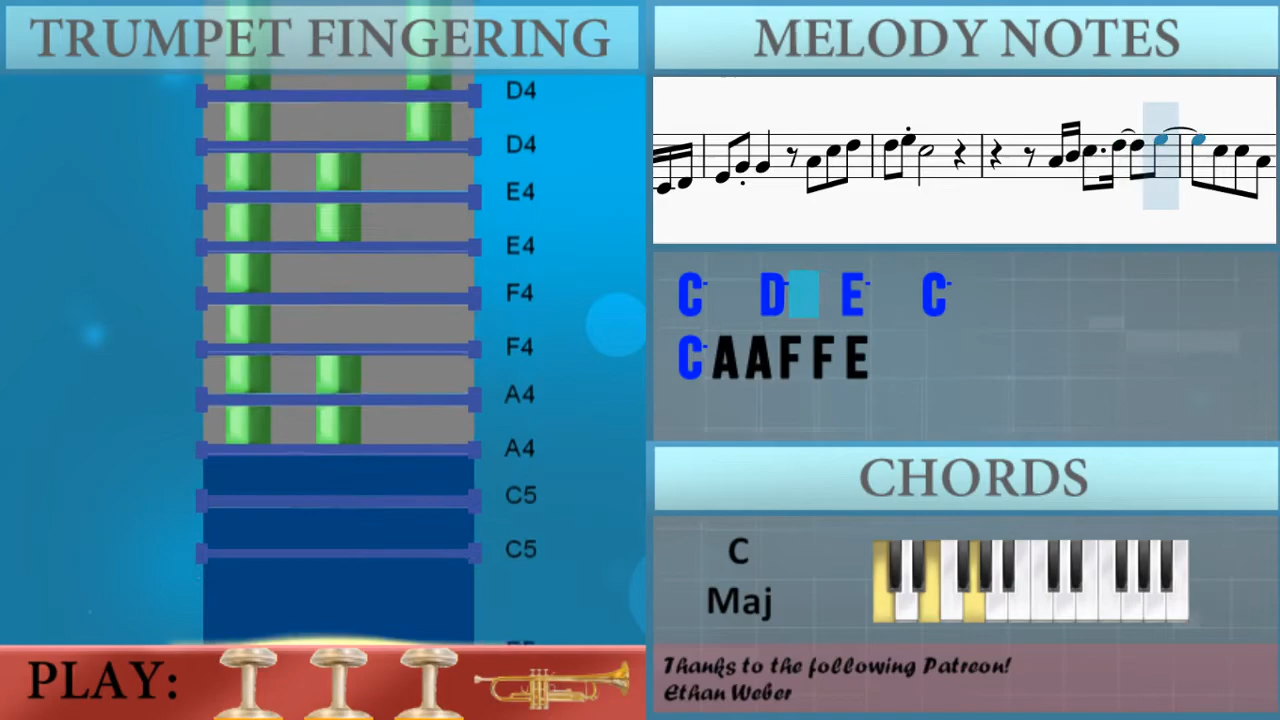 TRUMPET FINGERING
D4
D4
E4
E4
F4
F4
A4
A4
C5
C5
PLAY:
MELODY NOTES
C D E C
CAAFFE
CHORDS
C
Maj
Thanks to the following Patreon!
Ethan Weber